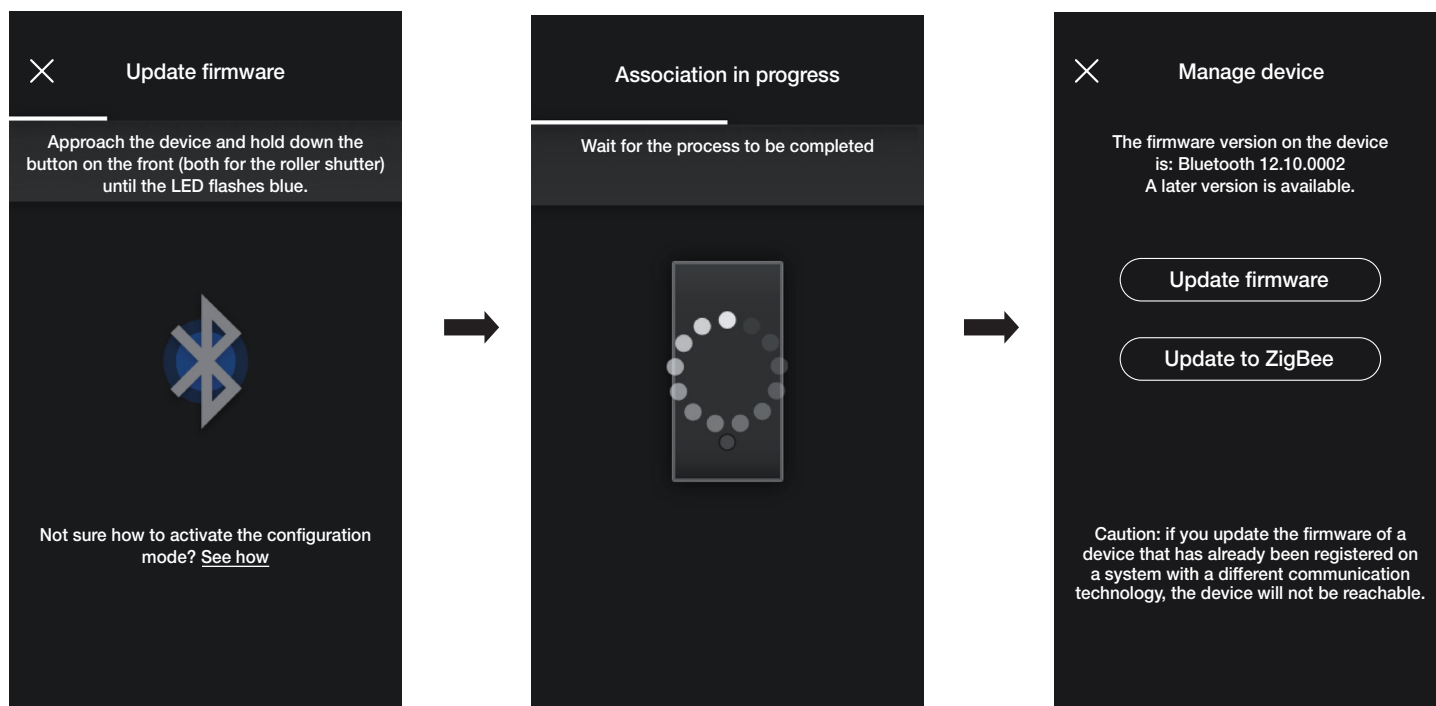 Update firmware
Approach the device and hold down the
button on the front (both for the roller shutter)
until the LED flashes blue.
Not sure how to activate the configuration
mode? See how
Association in progress
Wait for the process to be completed
Manage device
The firmware version on the device
is: Bluetooth 12.10.0002
A later version is available.
Update firmware
Update to ZigBee
Caution: if you update the firmware of a
device that has already been registered on
a system with a different communication
technology, the device will not be reachable.